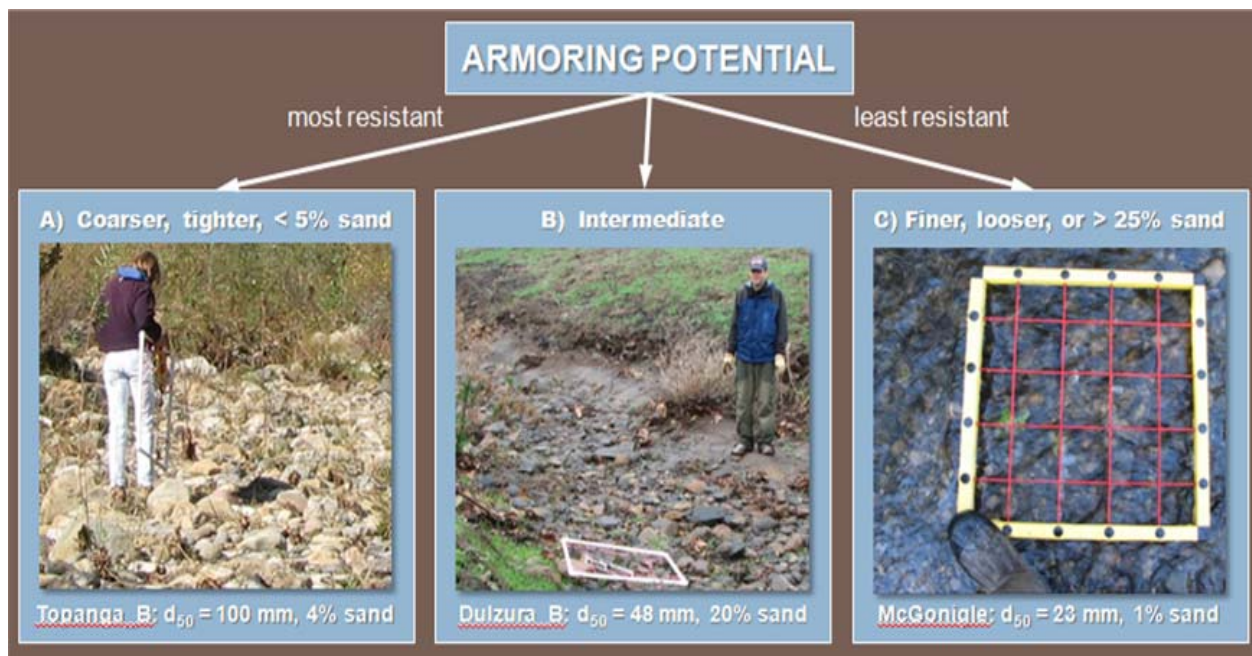 ARMORING POTENTIAL
most resistant
least resistant
A) Coarser, tighter, < 5% sand
B) Intermediate
C) Finer, looser, or > 25% sand
Topanga_B: d₅₀ = 100 mm, 4% sand
Dulzura_B: d₅₀ = 48 mm, 20% sand
McGonigle: d₅₀ = 23 mm, 1% sand